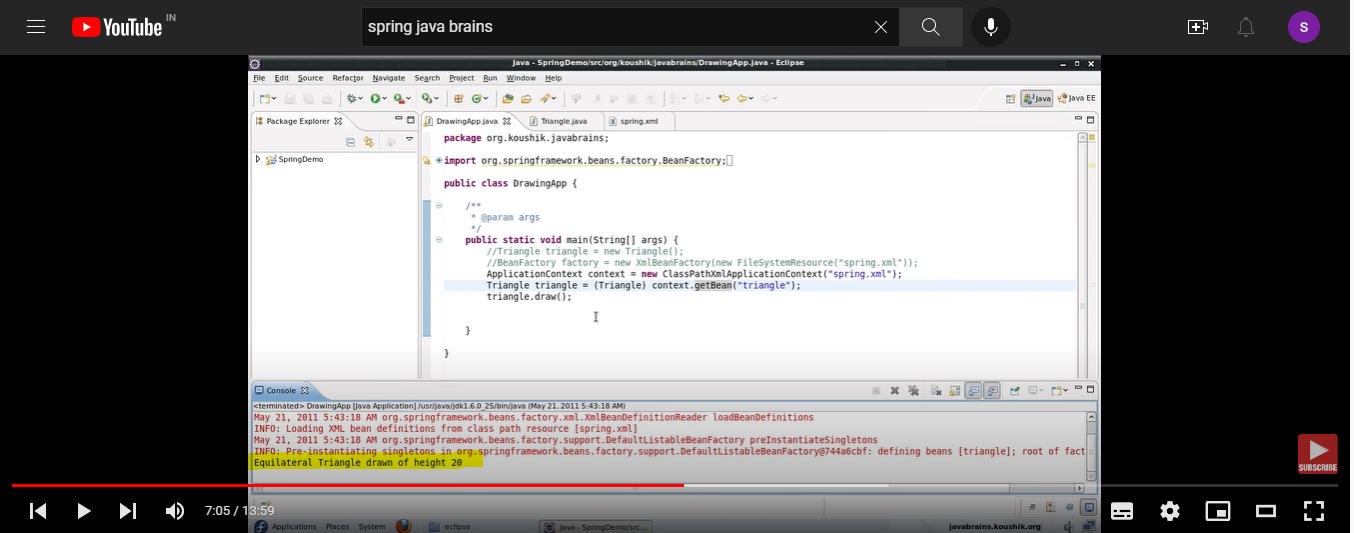 YouTube IN
spring java brains
S
Java - SpringDemo/src/org/koushik/javabrains/DrawingApp.java - Eclipse
File Edit Source Refactor Navigate Search Project Run Window Help
Java Java EE
Package Explorer
DrawingApp.java Triangle.java spring.xml
SpringDemo
package org.koushik.javabrains;
import org.springframework.beans.factory.BeanFactory;
public class DrawingApp {
/**
* @param args
*/
public static void main(String[] args) {
//Triangle triangle = new Triangle();
//BeanFactory factory = new XmlBeanFactory(new FileSystemResource("spring.xml"));
ApplicationContext context = new ClassPathXmlApplicationContext("spring.xml");
Triangle triangle = (Triangle) context.getBean("triangle");
triangle.draw();
}
}
Console
<terminated> DrawingApp [Java Application] /usr/java/jdk1.6.0_25/bin/java (May 21, 2011 5:43:18 AM)
May 21, 2011 5:43:18 AM org.springframework.beans.factory.xml.XmlBeanDefinitionReader loadBeanDefinitions
INFO: Loading XML bean definitions from class path resource [spring.xml]
May 21, 2011 5:43:18 AM org.springframework.beans.factory.support.DefaultListableBeanFactory preInstantiateSingletons
INFO: Pre-instantiating singletons in org.springframework.beans.factory.support.DefaultListableBeanFactory@744a6cbf: defining beans [triangle]; root of fact
Equilateral Triangle drawn of height 20
SUBSCRIBE
7:05 / 13:59
Applications Places System eclipse Java - SpringDemo/src... javabrains.koushik.org